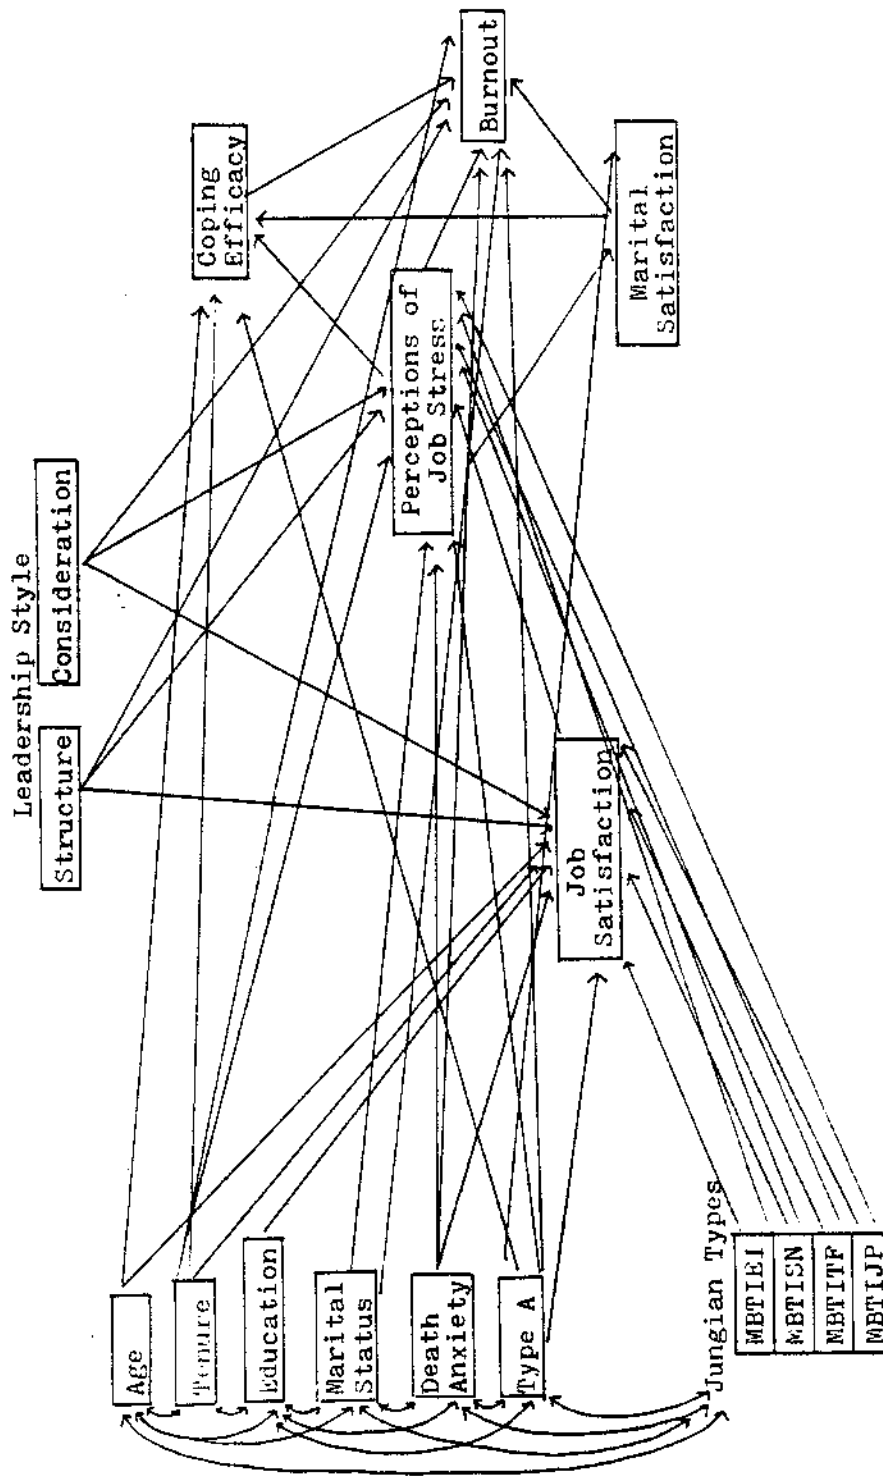 Leadership Style
Structure
Consideration
Age
Tenure
Education
Marital
Status
Death
Anxiety
Type A
Jungian Types
MBTIEI
MBTISN
MBTITF
MBTIJP
Job
Satisfaction
Perceptions of
Job Stress
Coping
Efficacy
Marital
Satisfaction
Burnout